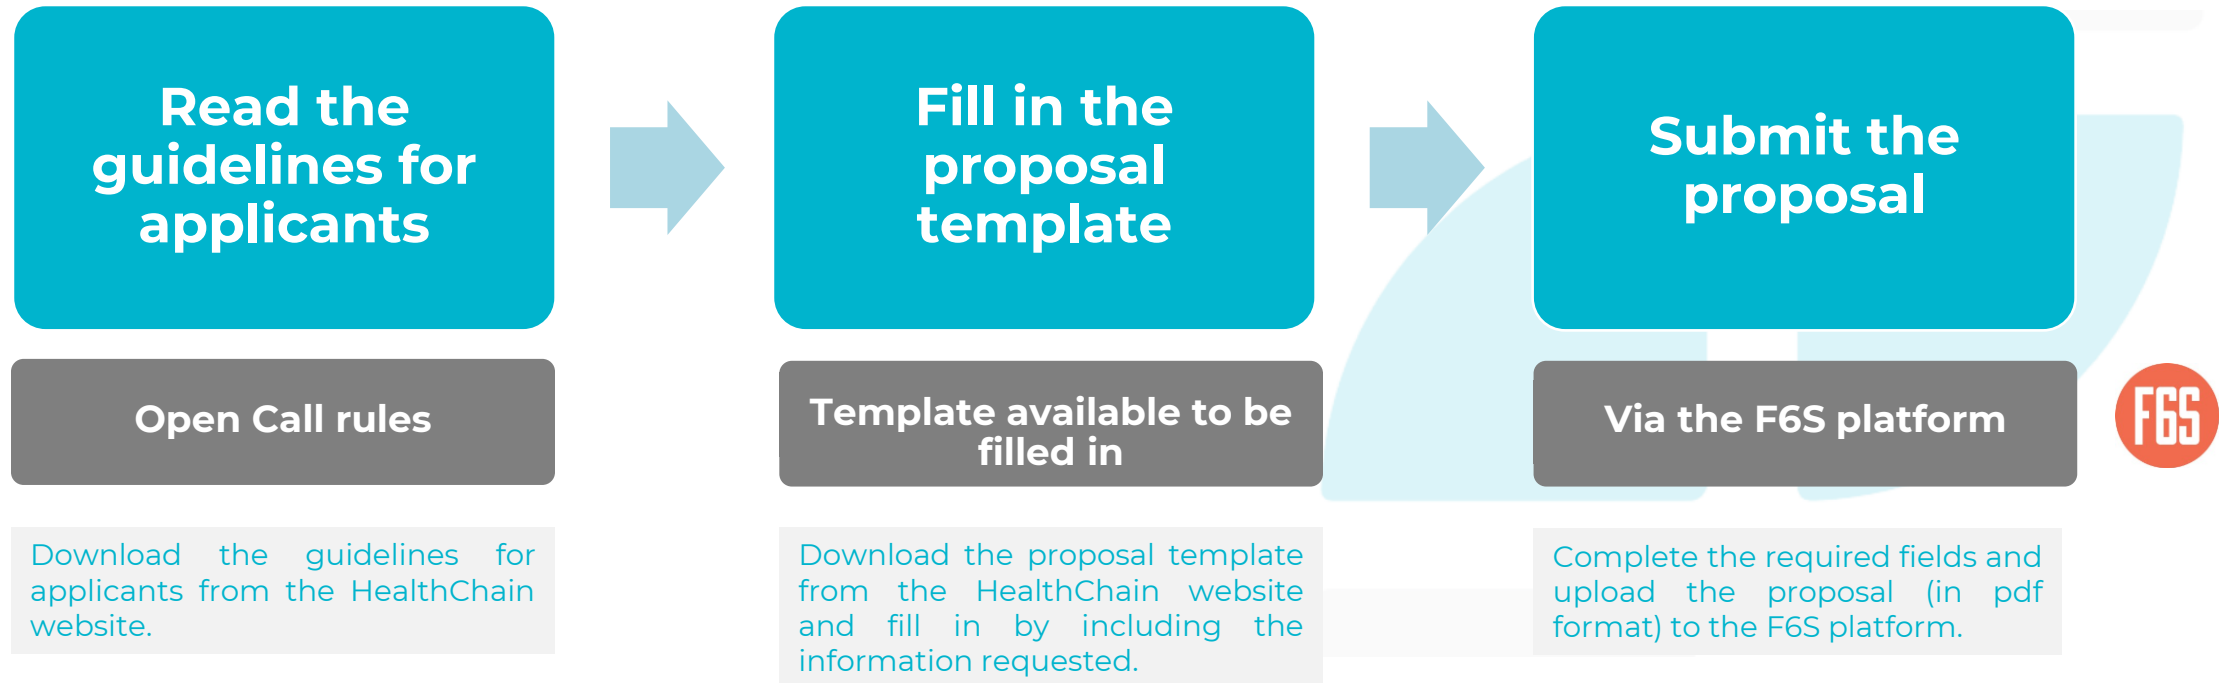 Read the
guidelines for
applicants
Fill in the
proposal
template
Submit the
proposal
Open Call rules
Template available to be
filled in
Via the F6S platform
F6S
Download the guidelines for
applicants from the HealthChain
website.
Download the proposal template
from the HealthChain website
and fill in by including the
information requested.
Complete the required fields and
upload the proposal (in pdf
format) to the F6S platform.